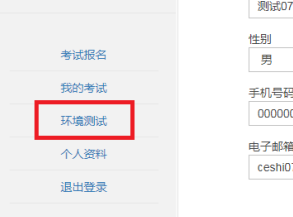 测试07
性别
男
考试报名
我的考试
手机号码
000000
环境测试
个人资料
电子邮箱
ceshi07
退出登录